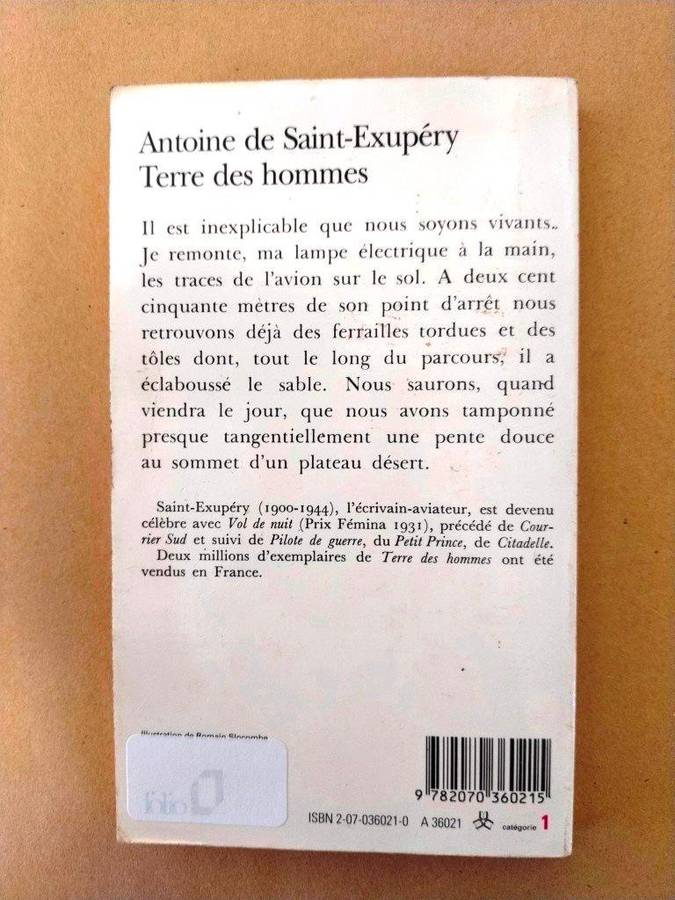 Antoine de Saint-Exupéry
Terre des hommes
Il est inexplicable que nous soyons vivants..
Je remonte, ma lampe électrique à la main,
les traces de l'avion sur le sol. A deux cent
cinquante mètres de son point d'arrêt nous
retrouvons déjà des ferrailles tordues et des
tôles dont, tout le long du parcours, il a
éclaboussé le sable. Nous saurons, quand
viendra le jour, que nous avons tamponné
presque tangentiellement une pente douce
au sommet d'un plateau désert.
Saint-Exupéry (1900-1944), l'écrivain-aviateur, est devenu
célèbre avec Vol de nuit (Prix Fémina 1931), précédé de Cour-
rier Sud et suivi de Pilote de guerre, du Petit Prince, de Citadelle.
Deux millions d'exemplaires de Terre des hommes ont été
vendus en France.
Illustration de Romain Slocombe
folio
9 782070 360215
ISBN 2-07-036021-0 A 36021 catégorie 1